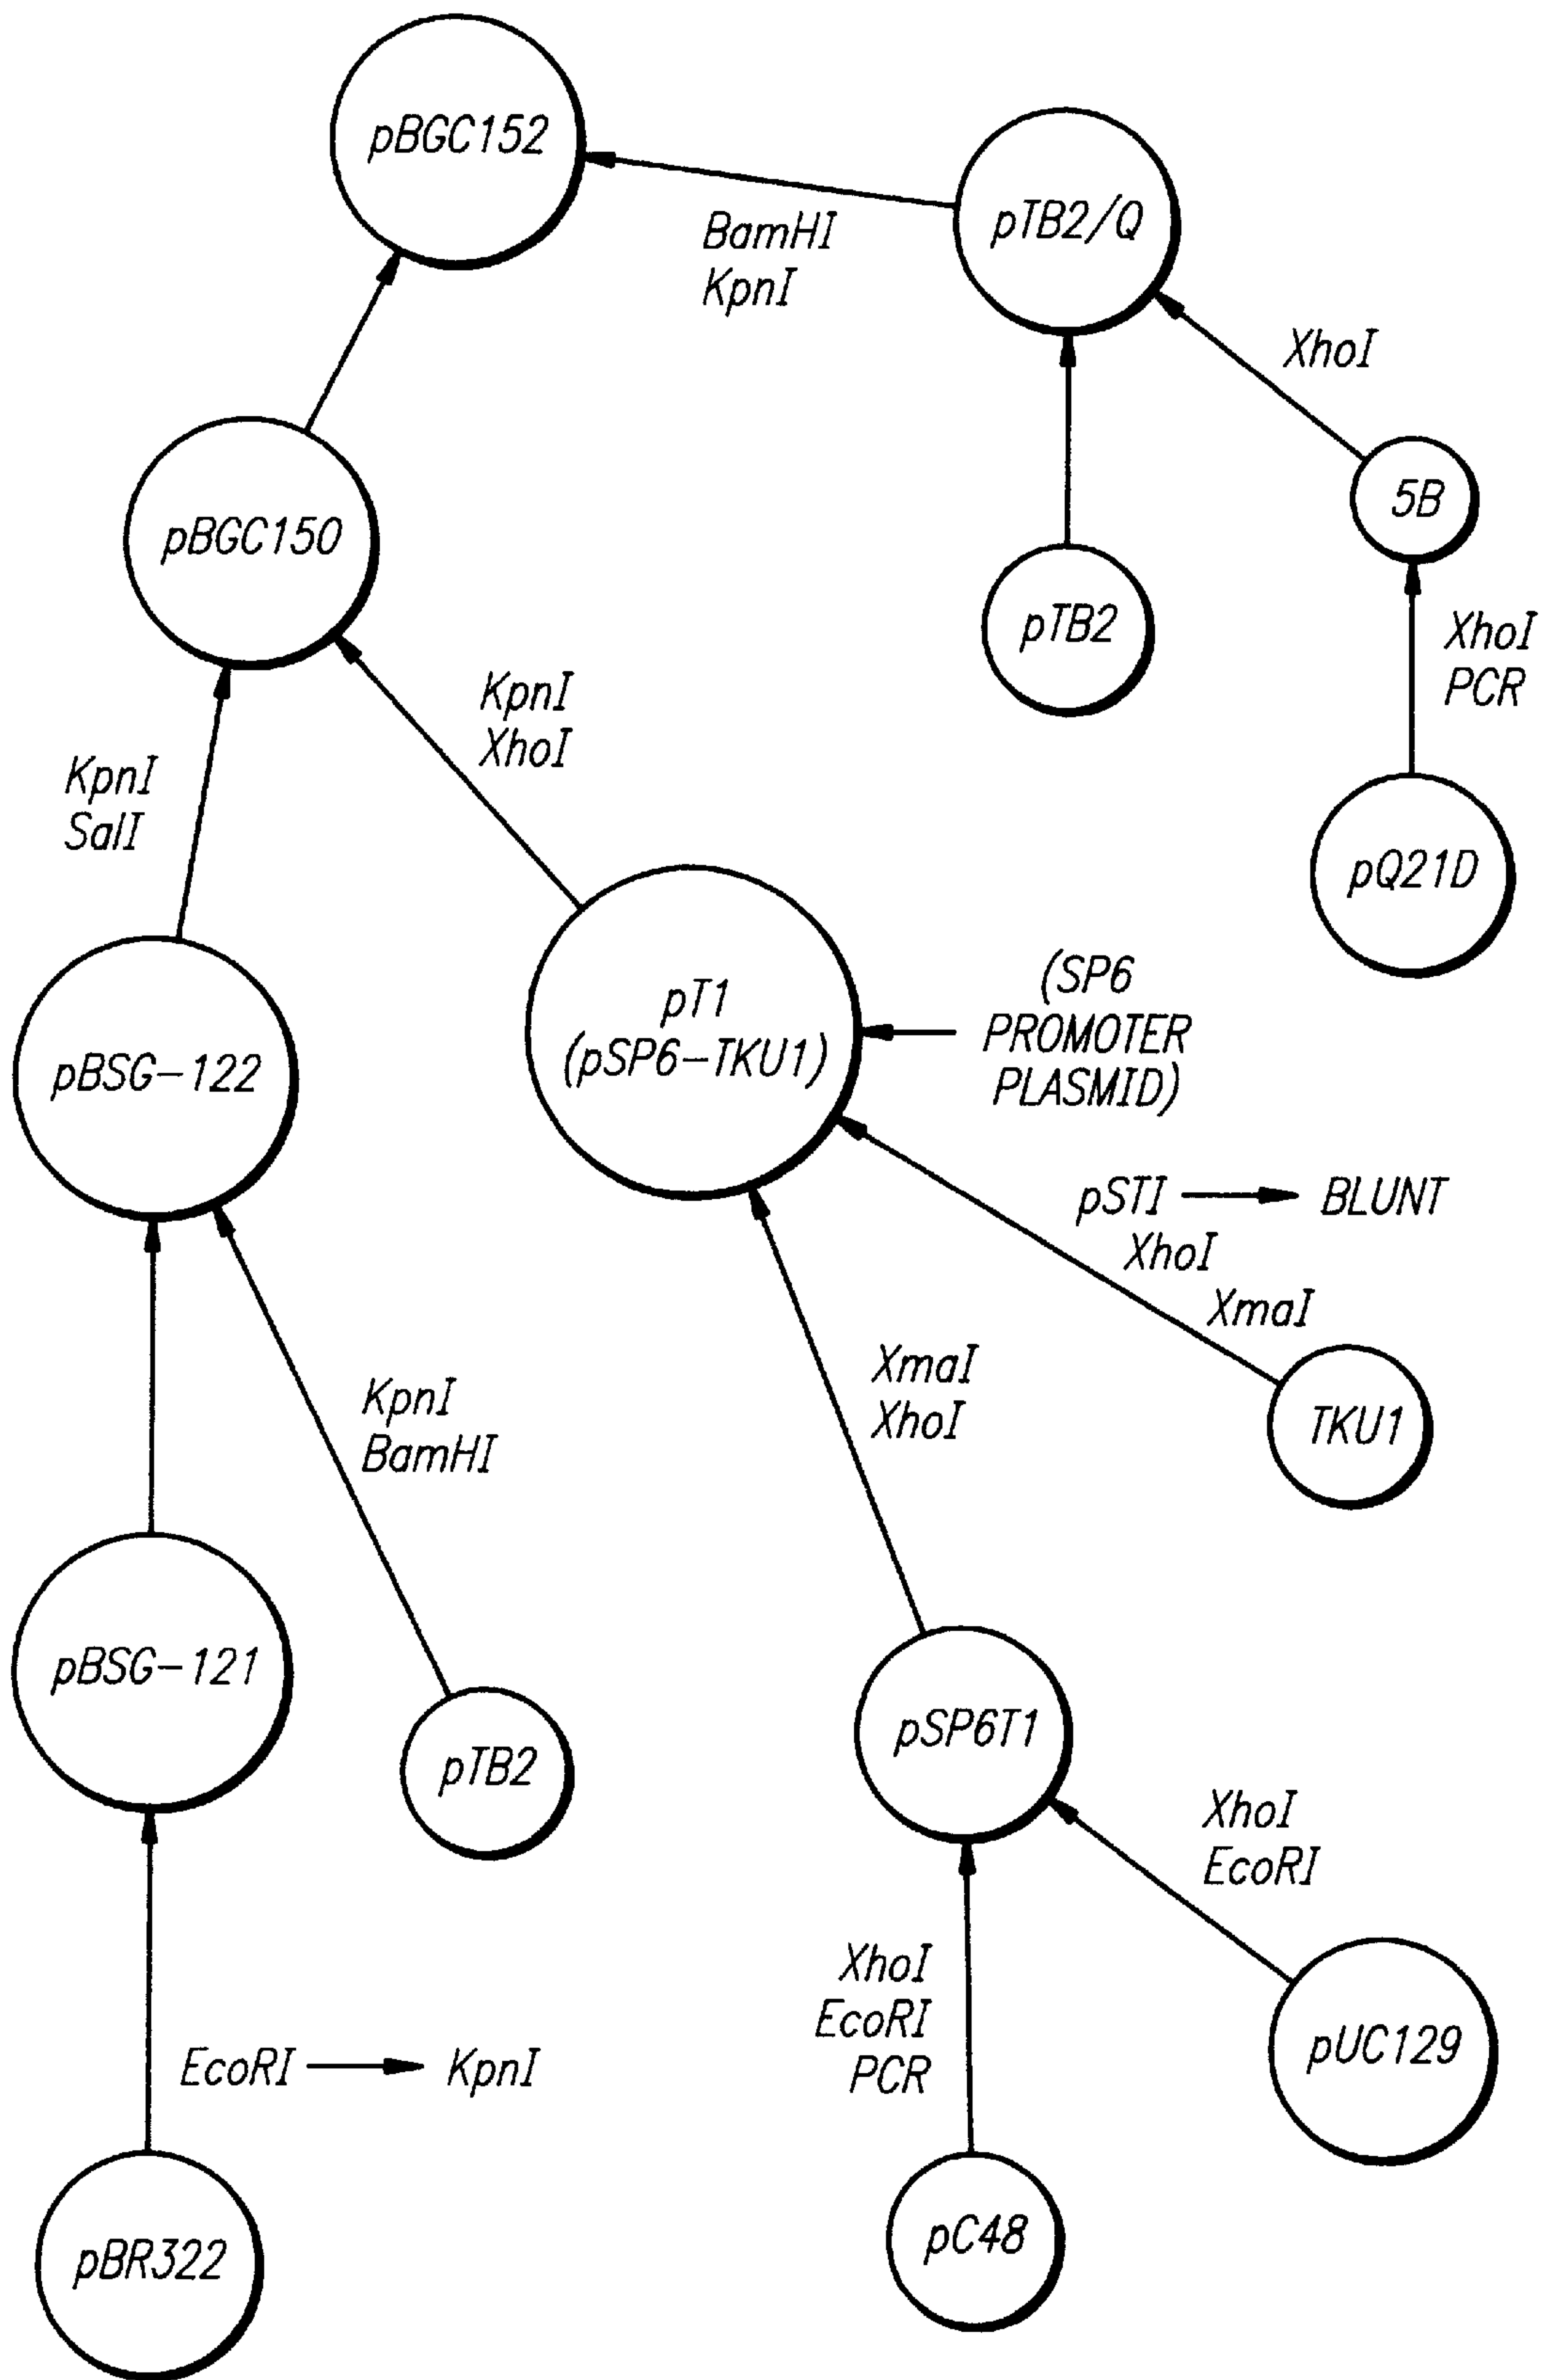 pBGC152
pTB2/Q
BamHI
KpnI
XhoI
5B
pBGC150
pTB2
XhoI
PCR
KpnI
XhoI
KpnI
SalI
pQ21D
pT1
(pSP6-TKU1)
(SP6
PROMOTER
PLASMID)
pBSG-122
pSTI → BLUNT
XhoI
XmaI
XmaI
XhoI
KpnI
BamHI
TKU1
pBSG-121
pTB2
pSP6T1
XhoI
EcoRI
XhoI
EcoRI
PCR
pUC129
EcoRI → KpnI
pBR322
pC48